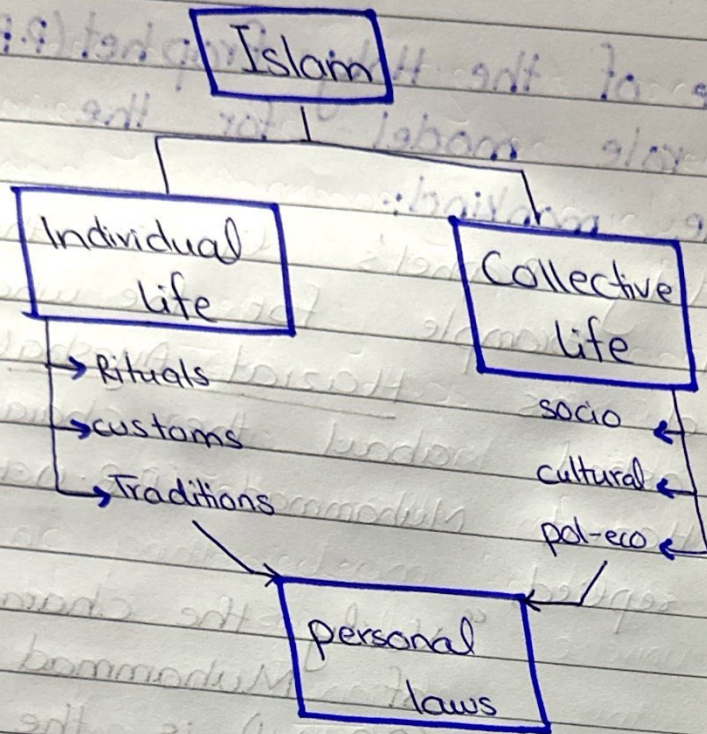 Islam
Individual
life
Rituals
customs
Traditions
Collective
life
socio
cultural
pol-eco
personal
laws